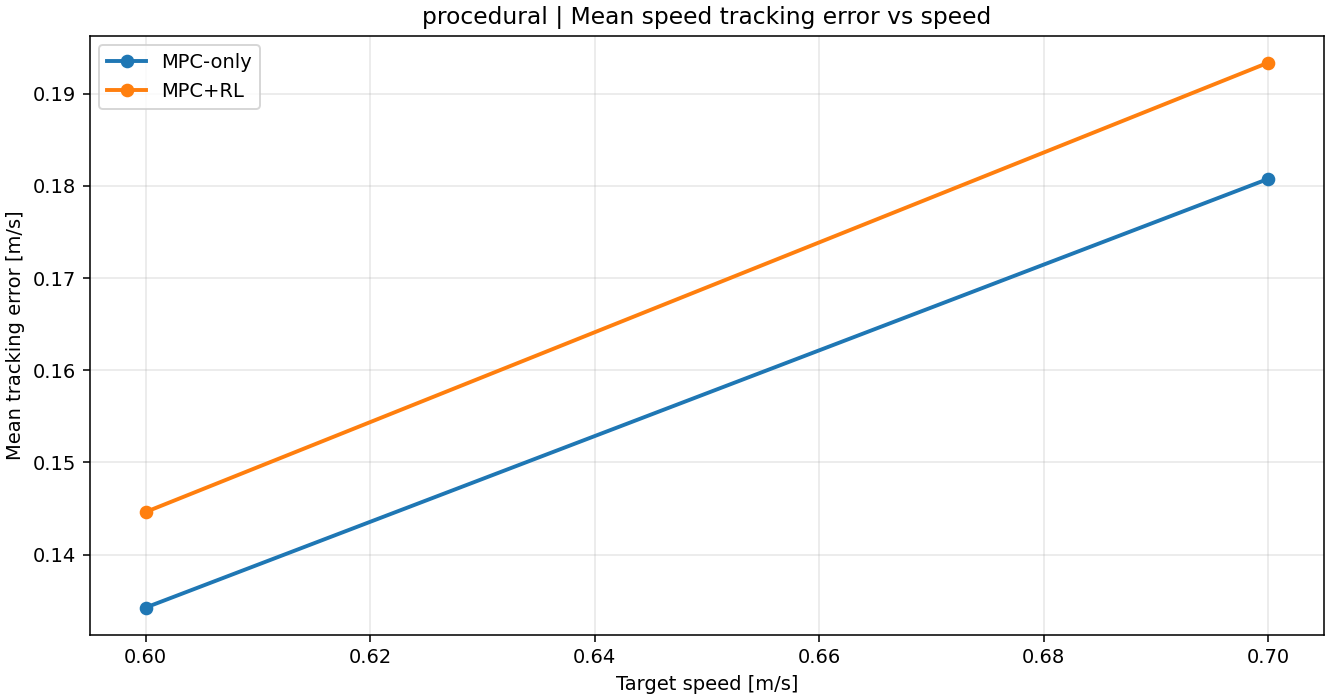 procedural | Mean speed tracking error vs speed
MPC-only
MPC+RL
0.19
0.18
0.17
0.16
0.15
0.14
Mean tracking error [m/s]
0.60 0.62 0.64 0.66 0.68 0.70
Target speed [m/s]